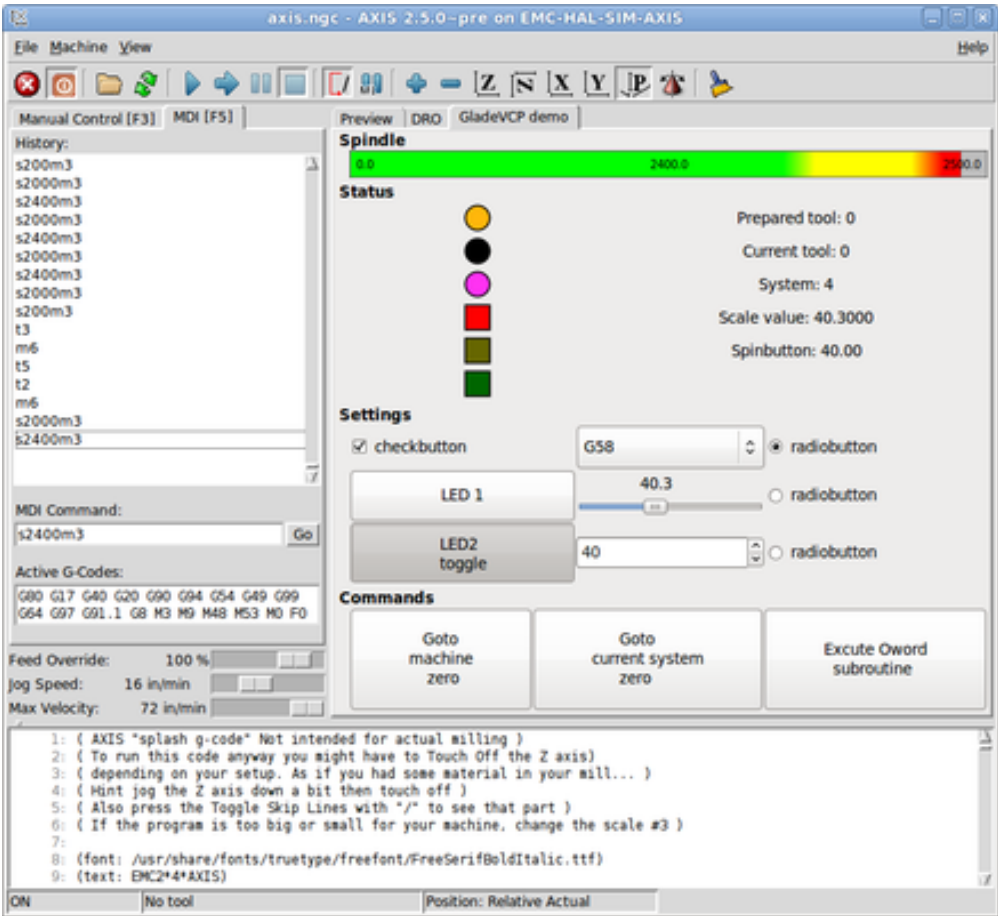 axis.ngc - AXIS 2.5.0~pre on EMC-HAL-SIM-AXIS
File Machine View Help
Z N X Y P
Manual Control [F3] MDI [F5]
History:
s200m3
s2000m3
s2400m3
s2000m3
s2400m3
s2000m3
s2400m3
s2000m3
s200m3
t3
m6
t5
t2
m6
s2000m3
s2400m3
MDI Command:
s2400m3 Go
Active G-Codes:
G80 G17 G40 G20 G90 G94 G54 G49 G99
G64 G97 G91.1 G8 M3 M9 M48 M53 M0 F0
Feed Override: 100 %
Jog Speed: 16 in/min
Max Velocity: 72 in/min
Preview DRO GladeVCP demo
Spindle
0.0 2400.0 2500.0
Status
Prepared tool: 0
Current tool: 0
System: 4
Scale value: 40.3000
Spinbutton: 40.00
Settings
checkbutton G58 radiobutton
LED 1 40.3 radiobutton
LED2
toggle
40 radiobutton
Commands
Goto
machine
zero
Goto
current system
zero
Excute Oword
subroutine
1: ( AXIS "splash g-code" Not intended for actual milling )
2: ( To run this code anyway you might have to Touch Off the Z axis)
3: ( depending on your setup. As if you had some material in your mill... )
4: ( Hint jog the Z axis down a bit then touch off )
5: ( Also press the Toggle Skip Lines with "/" to see that part )
6: ( If the program is too big or small for your machine, change the scale #3 )
7:
8: (font: /usr/share/fonts/truetype/freefont/FreeSerifBoldItalic.ttf)
9: (text: EMC2*4*AXIS)
ON No tool Position: Relative Actual